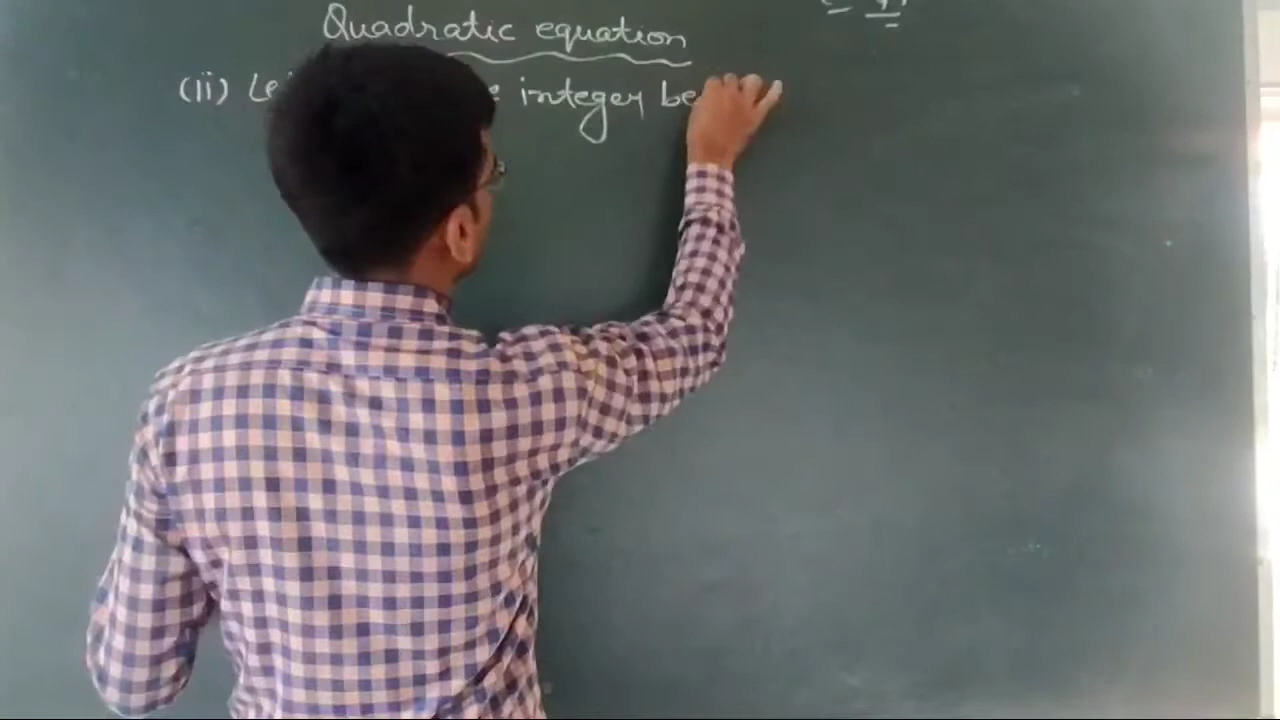 Quadratic equation
(ii) Le integer be